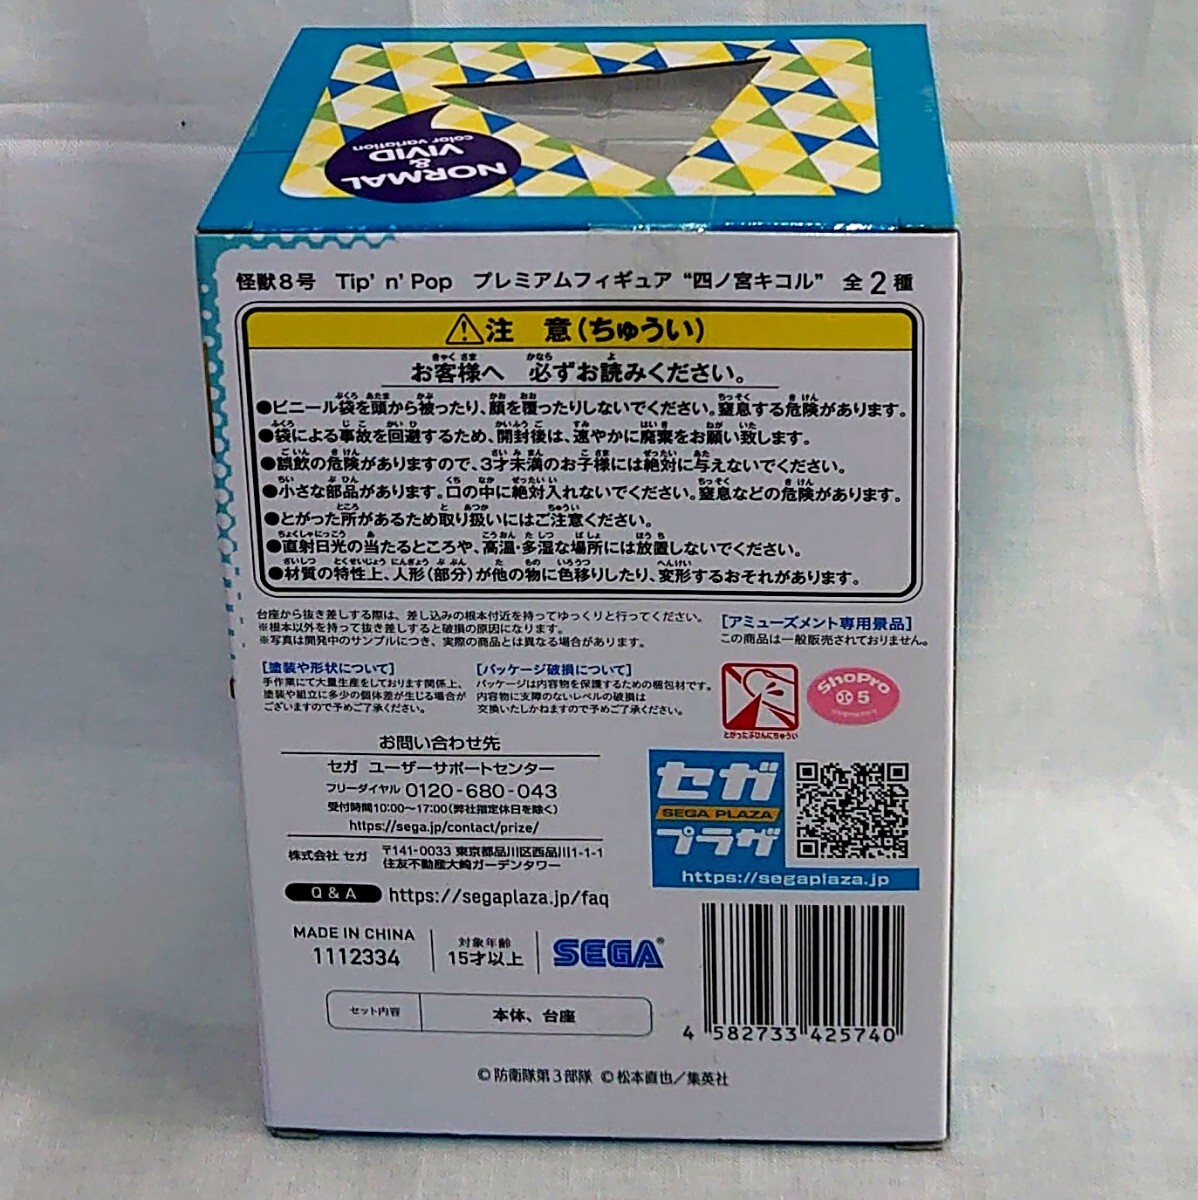 NORMAL
&
VIVID
color variation
怪獣8号 Tip' n' Pop プレミアムフィギュア “四ノ宮キコル” 全2種
⚠注 意(ちゅうい)
お客様へ 必ずお読みください。
●ビニール袋を頭から被ったり、顔を覆ったりしないでください。窒息する危険があります。
●袋による事故を回避するため、開封後は、速やかに廃棄をお願い致します。
●誤飲の危険がありますので、3才未満のお子様には絶対に与えないでください。
●小さな部品があります。口の中に絶対入れないでください。窒息などの危険があります。
●とがった所があるため取り扱いにはご注意ください。
●直射日光の当たるところや、高温・多湿な場所には放置しないでください。
●材質の特性上、人形(部分)が他の物に色移りしたり、変形するおそれがあります。
台座から抜き差しする際は、差し込みの根本付近を持ってゆっくりと行ってください。
※根本以外を持って抜き差しすると破損の原因になります。
※写真は開発中のサンプルにつき、実際の商品とは異なる場合があります。
[アミューズメント専用景品]
この商品は一般販売されておりません。
[塗装や形状について]
手作業にて大量生産をしております関係上、
塗装や組立に多少の個体差が生じる場合が
ございますので予めご了承ください。
[パッケージ破損について]
パッケージは内容物を保護するための梱包材です。
内容物に支障のないレベルの破損は
交換いたしかねますので予めご了承ください。
とがったぶひんにちゅうい
ShoPro
5
お問い合わせ先
セガ ユーザーサポートセンター
フリーダイヤル 0120-680-043
受付時間10:00～17:00(弊社指定休日を除く)
https://sega.jp/contact/prize/
株式会社 セガ 〒141-0033 東京都品川区西品川1-1-1
住友不動産大崎ガーデンタワー
Q & A https://segaplaza.jp/faq
セガ
SEGA PLAZA
プラザ
https://segaplaza.jp
MADE IN CHINA
1112334
対象年齢
15才以上
SEGA®
セット内容 本体、台座
4 582733 425740
©防衛隊第3部隊 ©松本直也／集英社